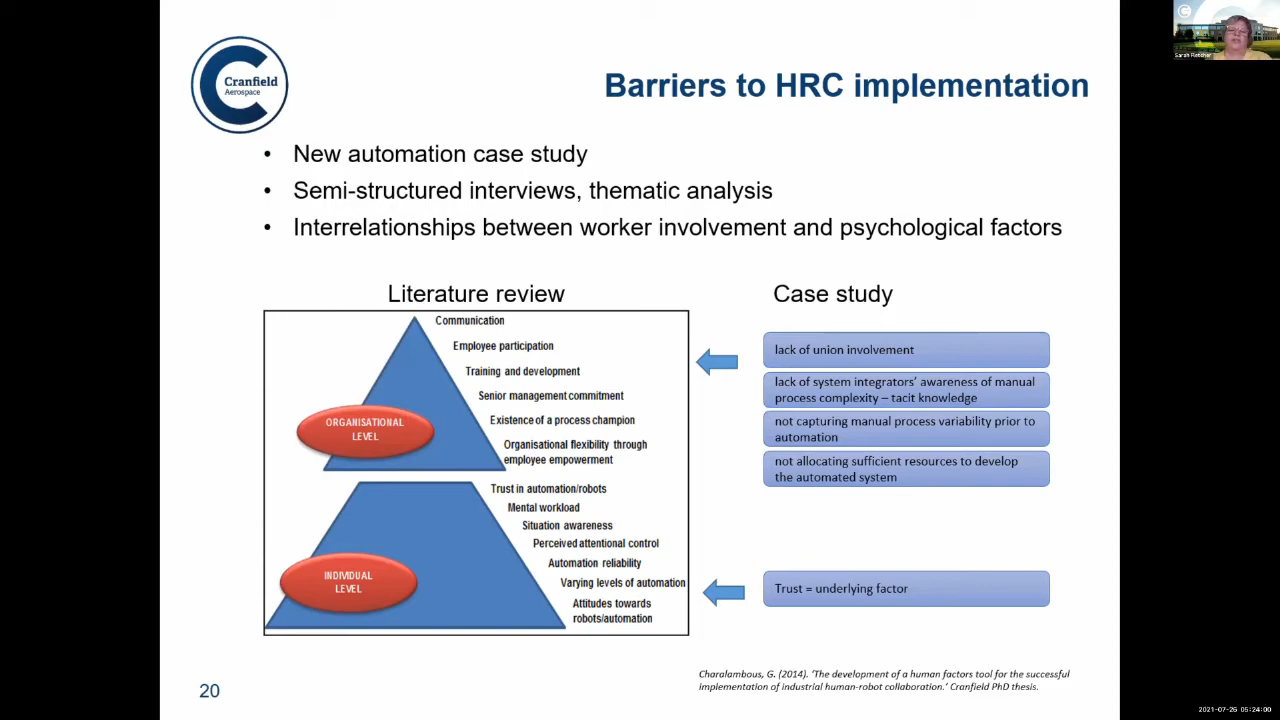 Cranfield
Aerospace
Barriers to HRC implementation
• New automation case study
• Semi-structured interviews, thematic analysis
• Interrelationships between worker involvement and psychological factors
Literature review
Communication
Employee participation
Training and development
Senior management commitment
Existence of a process champion
Organisational flexibility through
employee empowerment
ORGANISATIONAL
LEVEL
Trust in automation/robots
Mental workload
Situation awareness
Perceived attentional control
Automation reliability
Varying levels of automation
Attitudes towards
robots/automation
INDIVIDUAL
LEVEL
Case study
lack of union involvement
lack of system integrators’ awareness of manual
process complexity – tacit knowledge
not capturing manual process variability prior to
automation
not allocating sufficient resources to develop
the automated system
Trust = underlying factor
Charalambous, G. (2014). ‘The development of a human factors tool for the successful
implementation of industrial human-robot collaboration.’ Cranfield PhD thesis.
20
Sarah Fletcher
2021-07-26 05:24:00